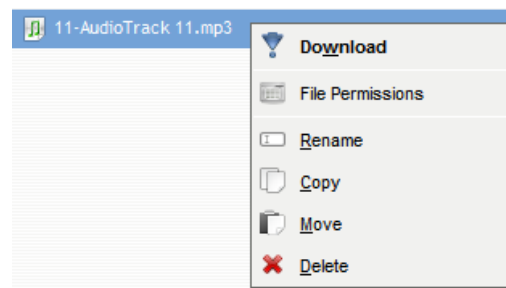 11-AudioTrack 11.mp3
Download
File Permissions
Rename
Copy
Move
Delete